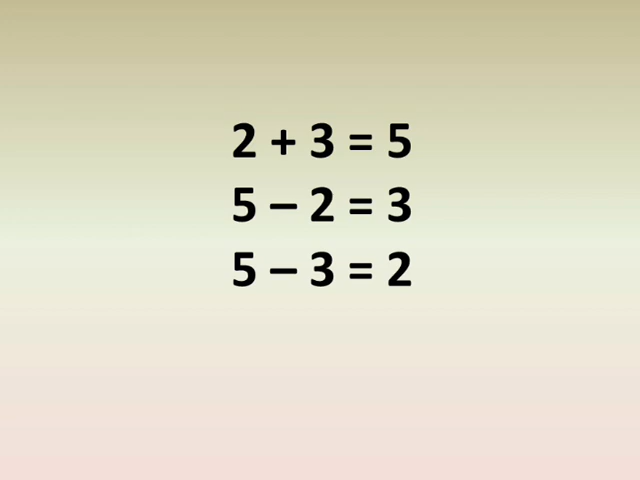 2 + 3 = 5
5 – 2 = 3
5 – 3 = 2